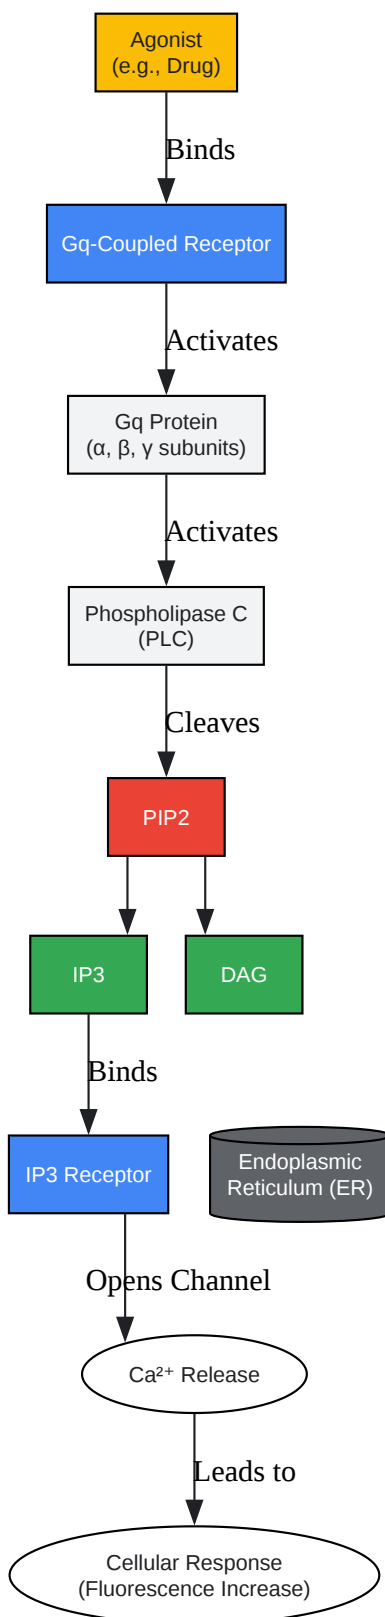 Agonist
(e.g., Drug)
Binds
Gq-Coupled Receptor
Activates
Gq Protein
(α, β, γ subunits)
Activates
Phospholipase C
(PLC)
Cleaves
PIP2
IP3
DAG
Binds
IP3 Receptor
Endoplasmic
Reticulum (ER)
Opens Channel
Ca²⁺ Release
Leads to
Cellular Response
(Fluorescence Increase)